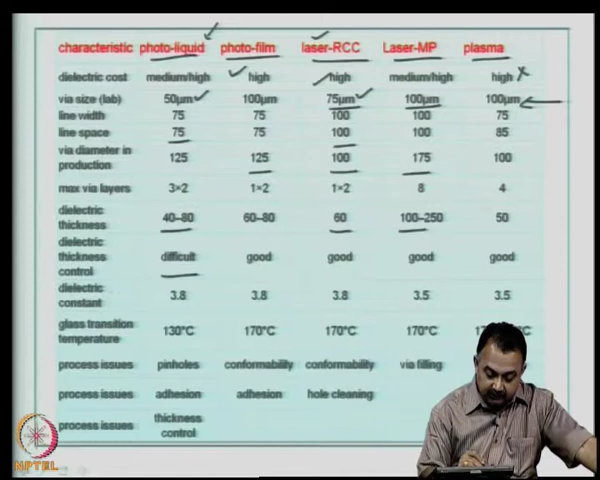 characteristic photo-liquid photo-film laser-RCC Laser-MP plasma
dielectric cost medium/high high high medium/high high
via size (lab) 50µm 100µm 75µm 100µm 100µm
line width 75 75 100 100 75
line space 75 75 100 100 85
via diameter in production 125 125 100 175 100
max via layers 3×2 1×2 1×2 8 4
dielectric thickness 40–80 60–80 60 100–250 50
dielectric thickness control difficult good good good good
dielectric constant 3.8 3.8 3.8 3.5 3.5
glass transition temperature 130°C 170°C 170°C 170°C
process issues pinholes conformability conformability via filling
process issues adhesion adhesion hole cleaning
process issues thickness control
NPTEL